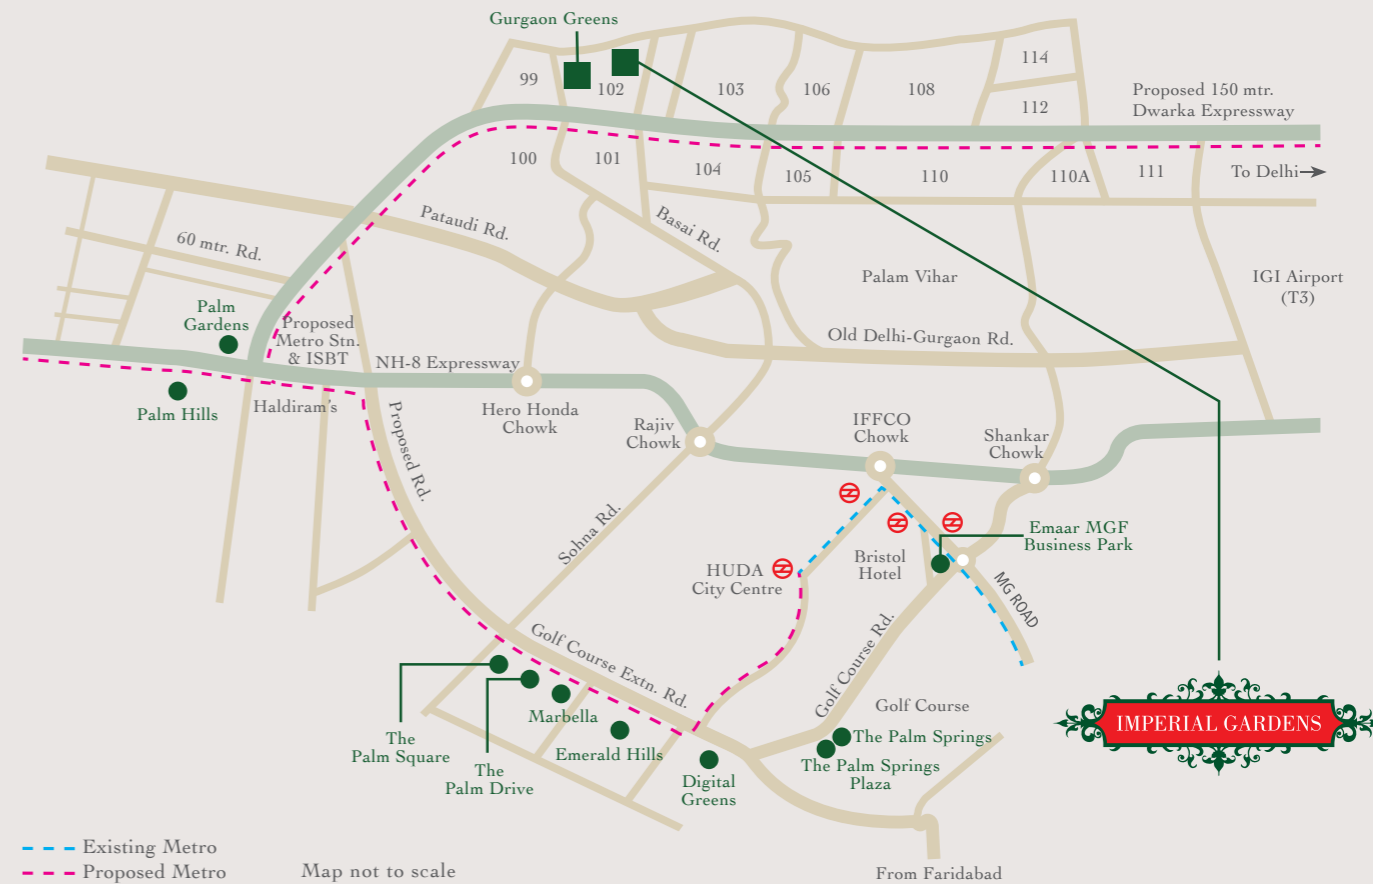 Gurgaon Greens
99
102
103
106
108
114
112
Proposed 150 mtr.
Dwarka Expressway
100
101
104
105
110
110A
111
To Delhi
Pataudi Rd.
Basai Rd.
60 mtr. Rd.
Palam Vihar
IGI Airport
(T3)
Palm
Gardens
Proposed
Metro Stn.
& ISBT
Old Delhi-Gurgaon Rd.
NH-8 Expressway
Palm Hills
Haldiram's
Hero Honda
Chowk
Rajiv
Chowk
IFFCO
Chowk
Shankar
Chowk
Proposed Rd.
Sohna Rd.
Emaar MGF
Business Park
Bristol
Hotel
HUDA
City Centre
MG ROAD
Golf Course Extn. Rd.
Golf Course Rd.
Golf Course
IMPERIAL GARDENS
The Palm Springs
The Palm Springs
Plaza
Marbella
The
Palm Square
Emerald Hills
The
Palm Drive
Digital
Greens
Existing Metro
Proposed Metro
Map not to scale
From Faridabad